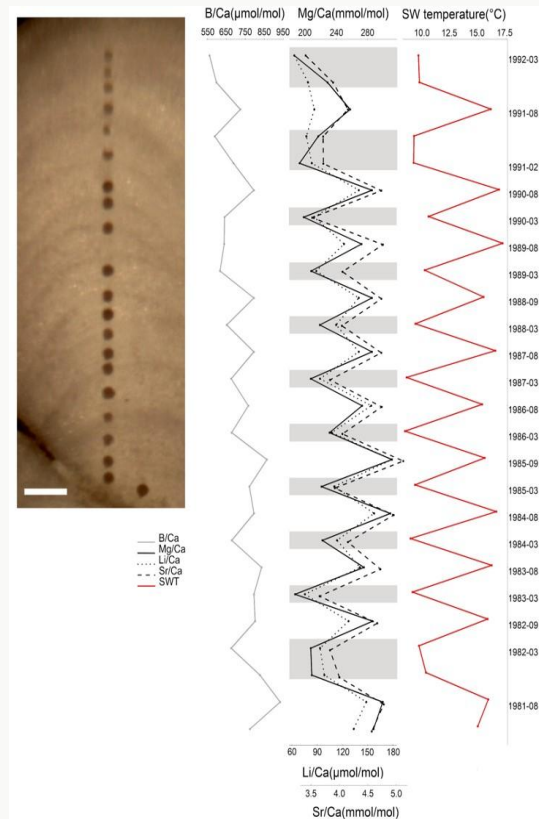 B/Ca(µmol/mol) Mg/Ca(mmol/mol) SW temperature(°C)
550 650 750 850 950 200 240 280 10.0 12.5 15 17.5
1992-03
1991-08
1991-02
1990-08
1990-03
1989-08
1989-03
1988-09
1988-03
1987-08
1987-03
1986-08
1986-03
1985-09
1985-03
1984-08
1984-03
1983-08
1983-03
1982-09
1982-03
1981-08
B/Ca
Mg/Ca
Li/Ca
Sr/Ca
SWT
60 90 120 150 180
Li/Ca(µmol/mol)
3.5 4.0 4.5 5.0
Sr/Ca(mmol/mol)